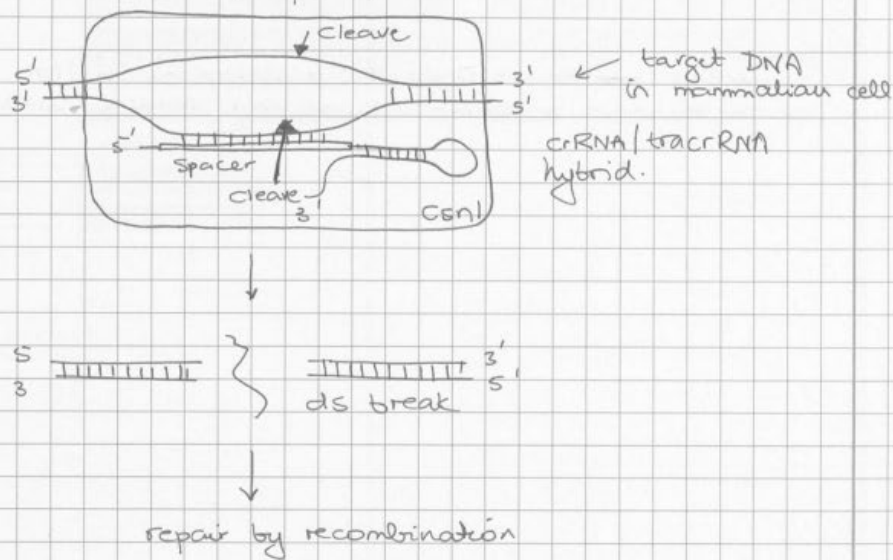 cleave
5' 3'
3' 5'
target DNA
in mammalian cell
5'
spacer
crRNA/tracrRNA
hybrid.
cleave
3'
Csn1
5 3'
3 5'
ds break
repair by recombination